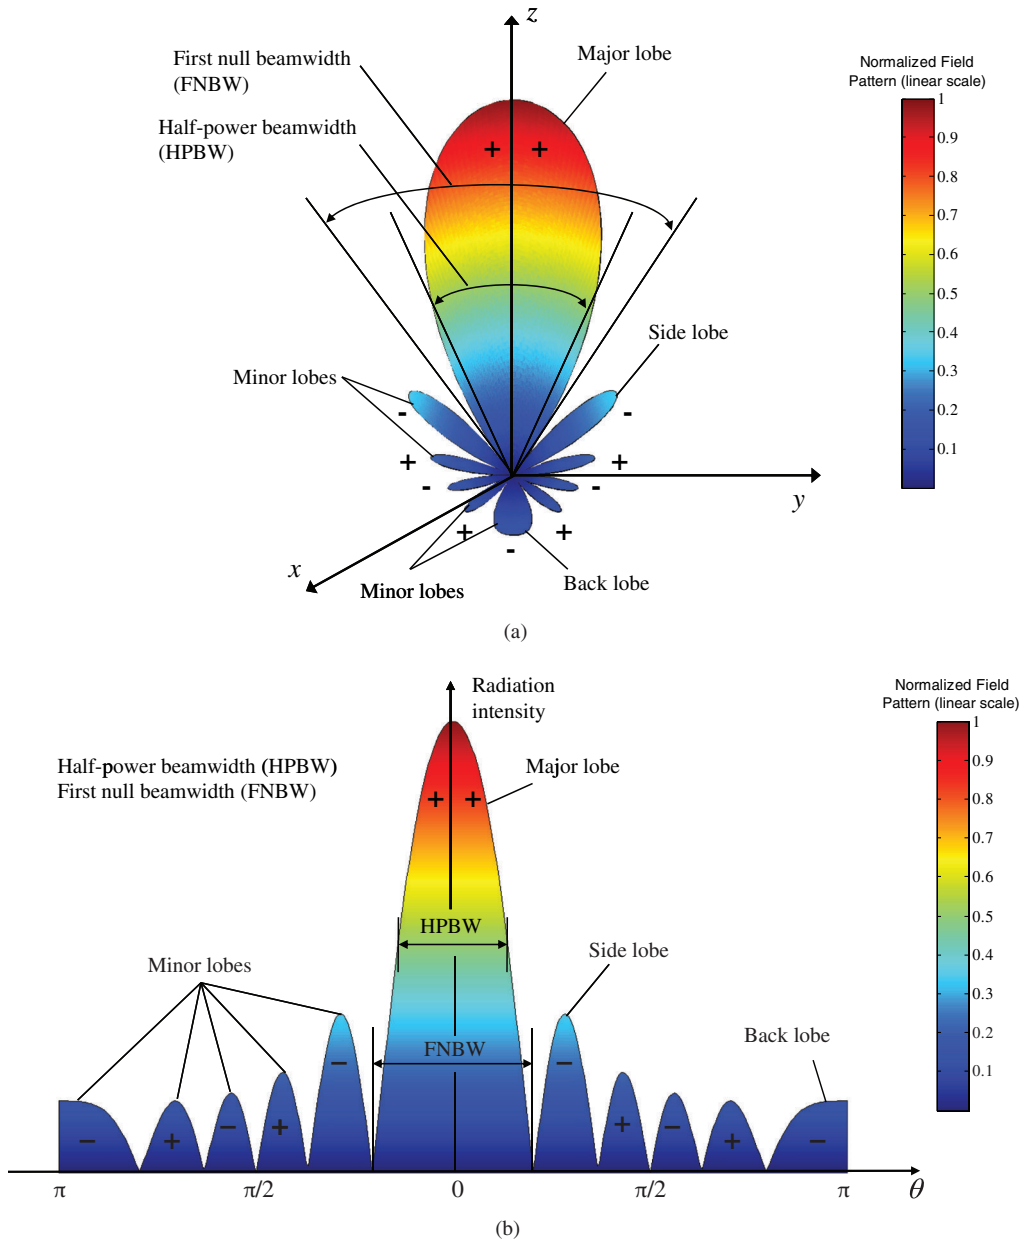 z
First null beamwidth
(FNBW)
Major lobe
Half-power beamwidth
(HPBW)
Normalized Field
Pattern (linear scale)
1
0.9
0.8
0.7
0.6
0.5
0.4
0.3
0.2
0.1
+ +
Side lobe
Minor lobes
- -
+ +
- -
+ +
-
y
x
Minor lobes
Back lobe
(a)
Radiation
intensity
Normalized Field
Pattern (linear scale)
1
0.9
0.8
0.7
0.6
0.5
0.4
0.3
0.2
0.1
Half-power beamwidth (HPBW)
First null beamwidth (FNBW)
Major lobe
+ +
HPBW
Minor lobes
Side lobe
FNBW
Back lobe
− + − + − − + − + −
π π/2 0 π/2 π θ
(b)